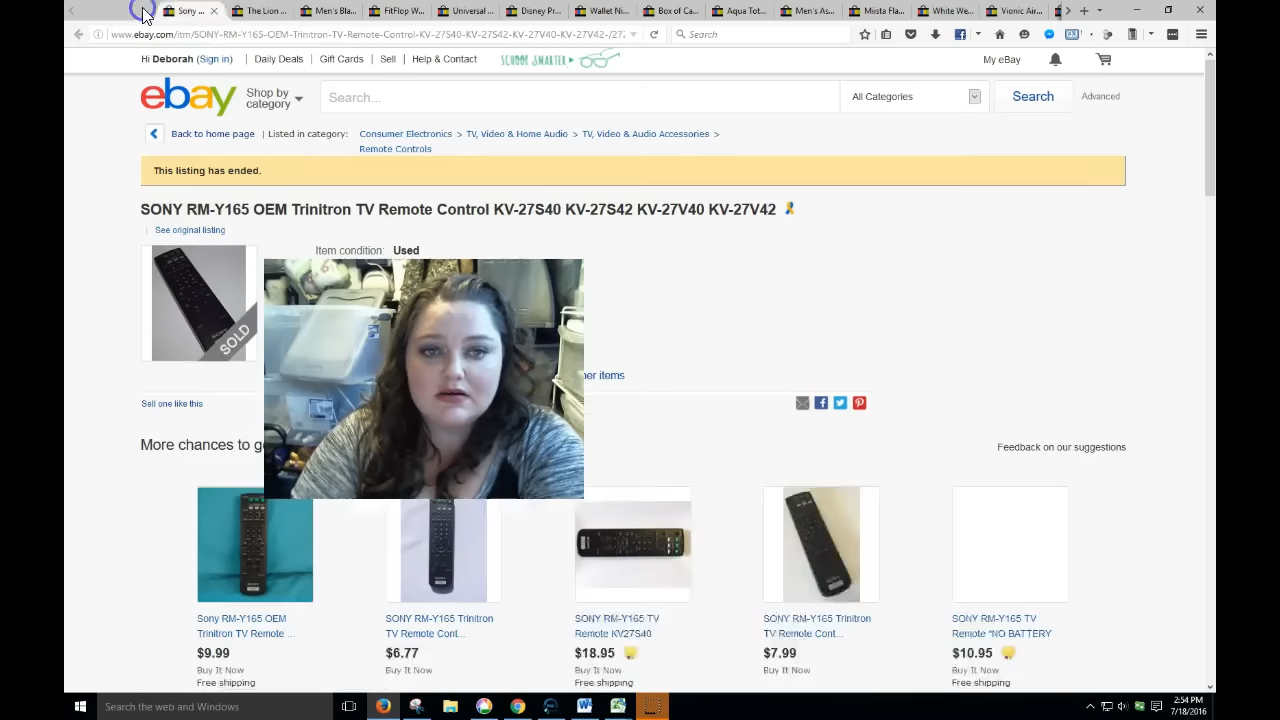 Sony ...
The Lion ...
Men's Bla...
FitFlop W...
Universal ...
Disney Pr...
Wallet Ni...
Box of Ca...
Aqua Tot...
Men's As...
Mista Fla...
White We...
Vionic Air...
www.ebay.com/itm/SONY-RM-Y165-OEM-Trinitron-TV-Remote-Control-KV-27S40-KV-27S42-KV-27V40-KV-27V42-/27
Search
Hi Deborah (Sign in)
Daily Deals
Gift Cards
Sell
Help & Contact
SCHOOL SMARTER
My eBay
ebay
Shop by category
Search...
All Categories
Search
Advanced
Back to home page
Listed in category:
Consumer Electronics > TV, Video & Home Audio > TV, Video & Audio Accessories >
Remote Controls
This listing has ended.
SONY RM-Y165 OEM Trinitron TV Remote Control KV-27S40 KV-27S42 KV-27V40 KV-27V42
See original listing
Item condition: Used
SOLD
her items
Sell one like this
More chances to g
Feedback on our suggestions
Sony RM-Y165 OEM
Trinitron TV Remote ...
$9.99
Buy It Now
Free shipping
SONY RM-Y165 Trinitron
TV Remote Cont...
$6.77
Buy It Now
SONY RM-Y165 TV
Remote KV27S40
$18.95
Buy It Now
Free shipping
SONY RM-Y165 Trinitron
TV Remote Cont...
$7.99
Buy It Now
SONY RM-Y165 TV
Remote *NO BATTERY
$10.95
Buy It Now
Free shipping
Search the web and Windows
2:54 PM
7/18/2016